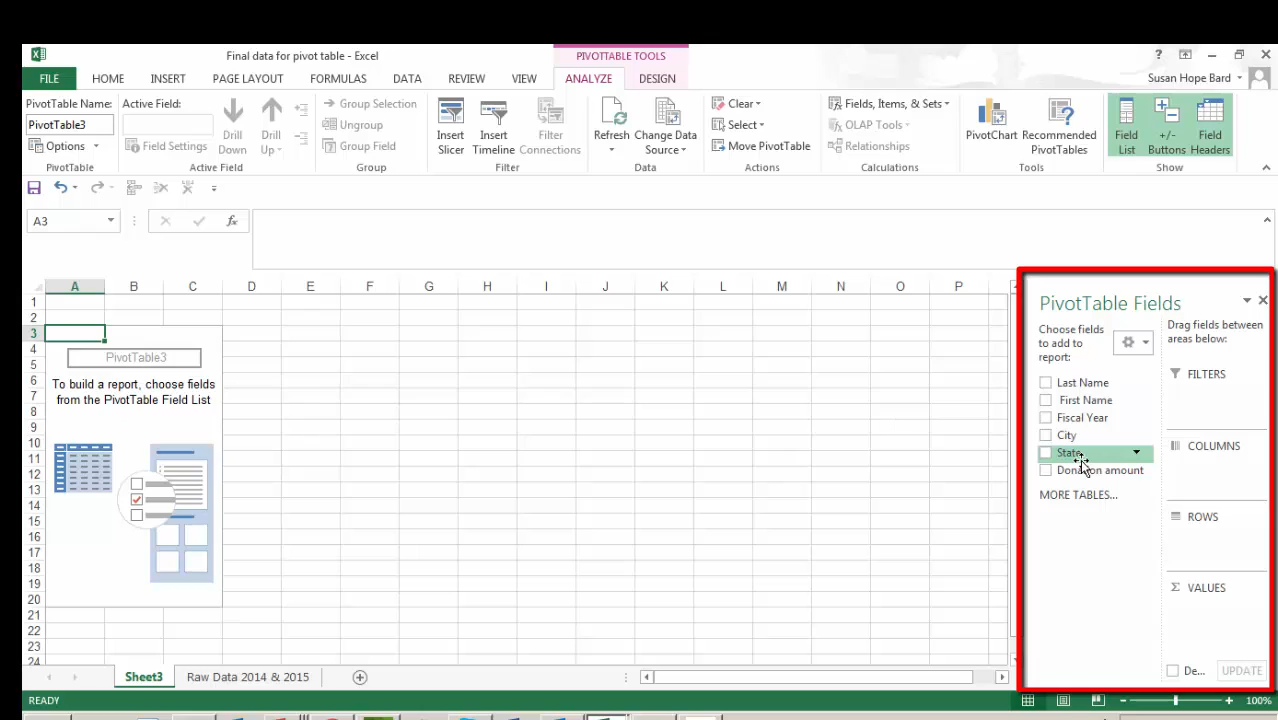 Final data for pivot table - Excel
PIVOTTABLE TOOLS
?
FILE HOME INSERT PAGE LAYOUT FORMULAS DATA REVIEW VIEW ANALYZE DESIGN
Susan Hope Bard
PivotTable Name:
PivotTable3
Options
PivotTable
Active Field:
Field Settings
Drill Down
Drill Up
Active Field
Group Selection
Ungroup
Group Field
Group
Insert Slicer
Insert Timeline
Filter Connections
Filter
Refresh
Change Data Source
Data
Clear
Select
Move PivotTable
Actions
Fields, Items, & Sets
OLAP Tools
Relationships
Calculations
PivotChart
Recommended PivotTables
Tools
Field List
+/- Buttons
Field Headers
Show
A3
fx
A B C D E F G H I J K L M N O P
1
2
3
4
5
6
7
8
9
10
11
12
13
14
15
16
17
18
19
20
21
22
23
24
PivotTable3
To build a report, choose fields
from the PivotTable Field List
PivotTable Fields
Choose fields
to add to
report:
Last Name
First Name
Fiscal Year
City
State
Donation amount
MORE TABLES...
Drag fields between
areas below:
FILTERS
COLUMNS
ROWS
Σ VALUES
De...
UPDATE
Sheet3
Raw Data 2014 & 2015
READY
100%